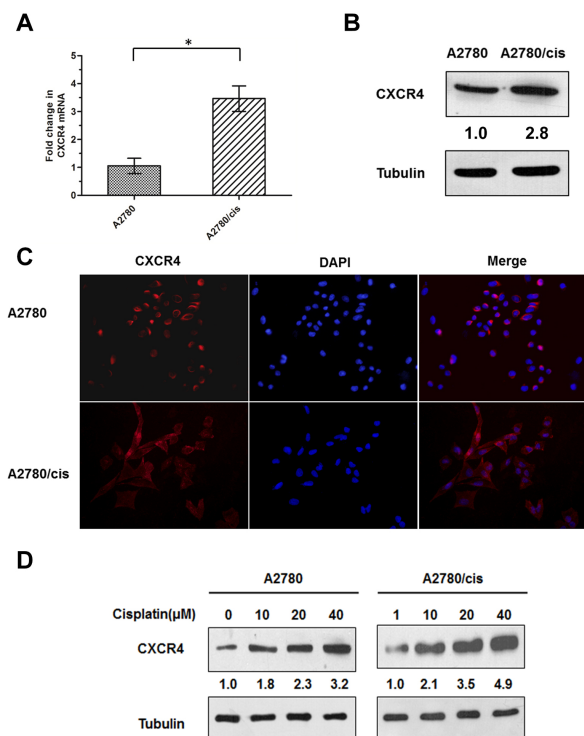 A
*
Fold change in
CXCR4 mRNA
5
4
3
2
1
0
A2780
A2780/cis
B
A2780 A2780/cis
CXCR4
1.0 2.8
Tubulin
C
CXCR4 DAPI Merge
A2780
A2780/cis
D
A2780 A2780/cis
Cisplatin(µM) 0 10 20 40 1 10 20 40
CXCR4
1.0 1.8 2.3 3.2 1.0 2.1 3.5 4.9
Tubulin